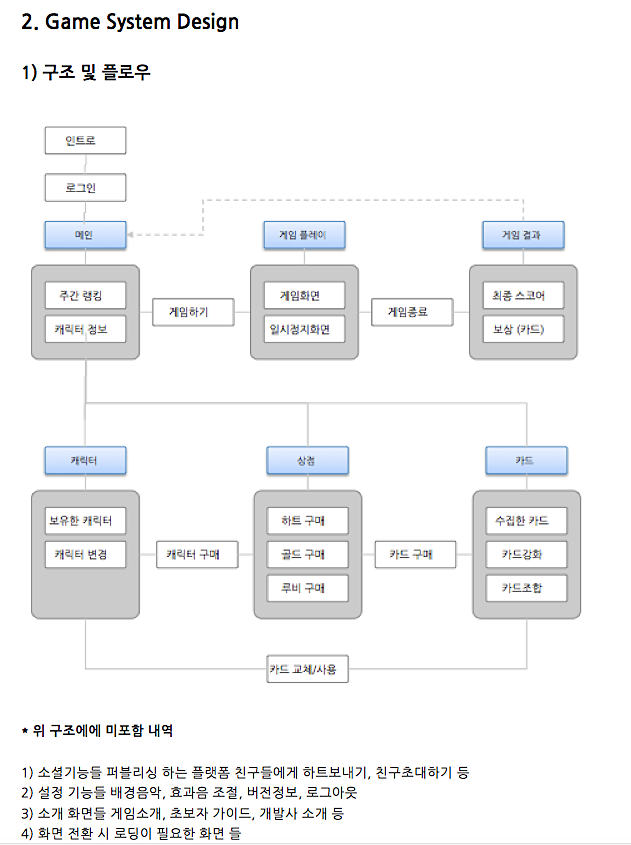 2. Game System Design
1) 구조 및 플로우
인트로
로그인
메인
게임 플레이
게임 결과
주간 랭킹
게임하기
게임화면
게임종료
최종 스코어
캐릭터 정보
일시정지화면
보상 (카드)
캐릭터
상점
카드
보유한 캐릭터
하트 구매
수집한 카드
캐릭터 변경
캐릭터 구매
골드 구매
카드 구매
카드강화
루비 구매
카드조합
카드 교체/사용
* 위 구조에에 미포함 내역
1) 소셜기능들 퍼블리싱 하는 플랫폼 친구들에게 하트보내기, 친구초대하기 등
2) 설정 기능들 배경음악, 효과음 조절, 버전정보, 로그아웃
3) 소개 화면들 게임소개, 초보자 가이드, 개발사 소개 등
4) 화면 전환 시 로딩이 필요한 화면 들